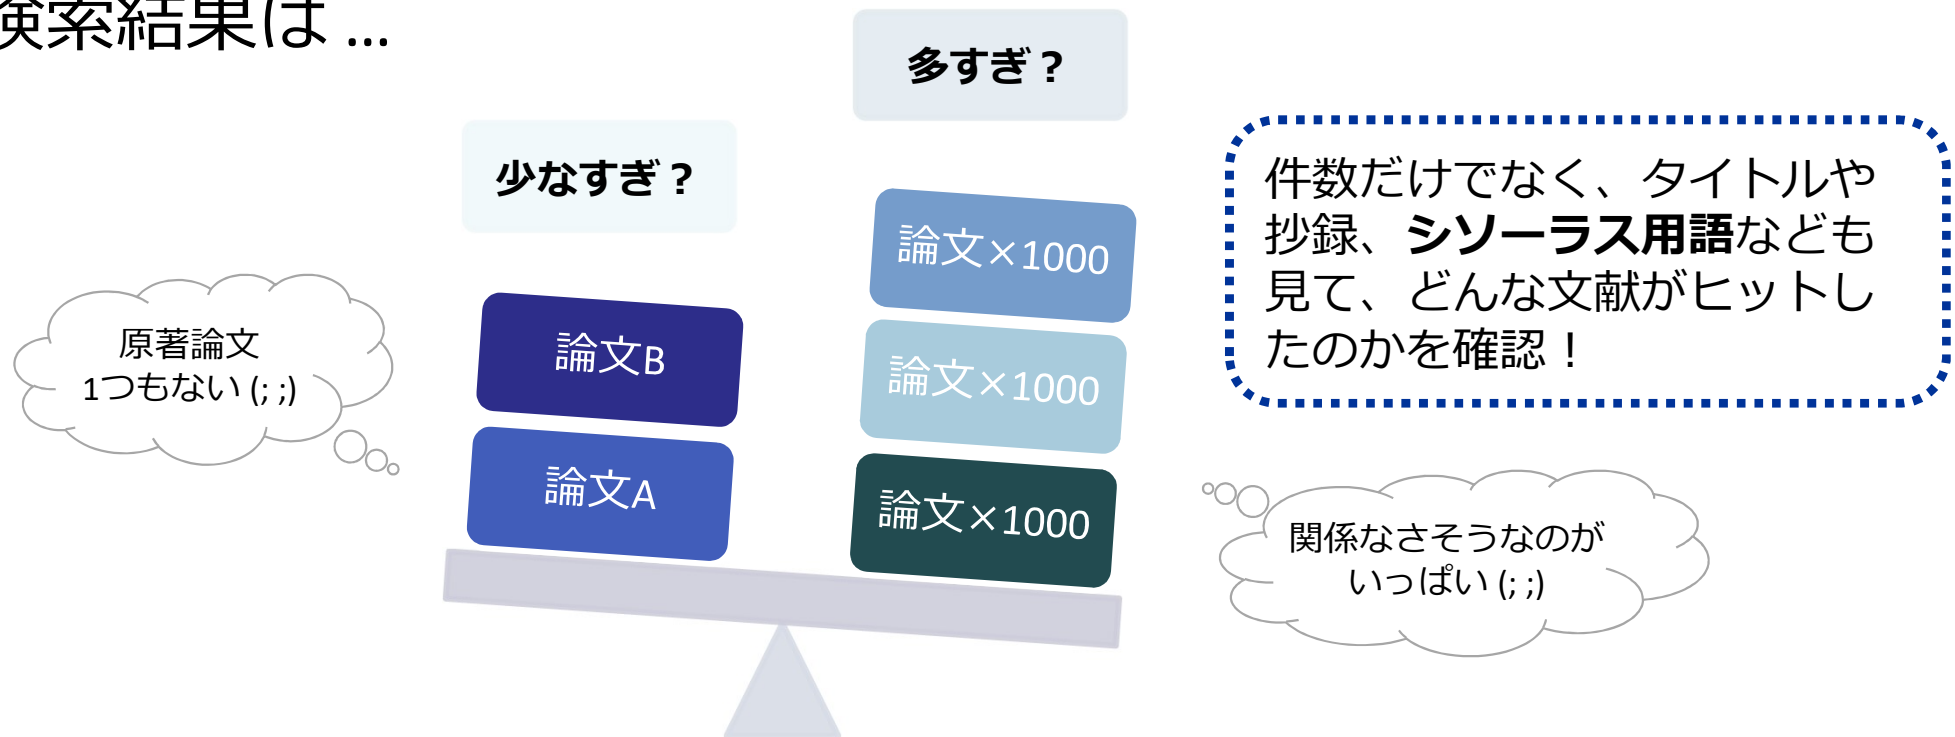 検索結果は...
多すぎ？
少なすぎ？
論文×1000
論文×1000
論文×1000
論文B
論文A
原著論文
1つもない (; ;)
件数だけでなく、タイトルや
抄録、シソーラス用語なども
見て、どんな文献がヒットし
たのかを確認！
関係なさそうなのが
いっぱい (; ;)